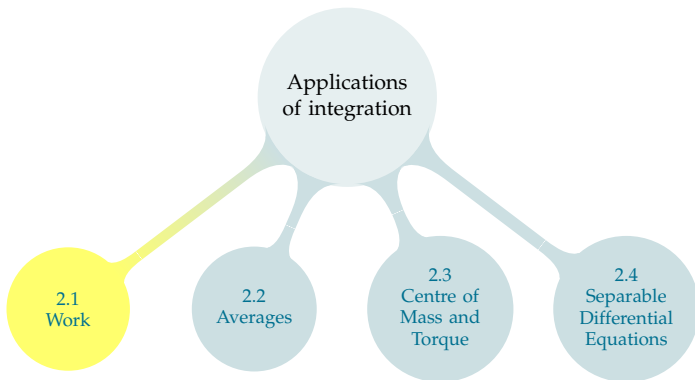 Applications
of integration
2.1
Work
2.2
Averages
2.3
Centre of
Mass and
Torque
2.4
Separable
Differential
Equations